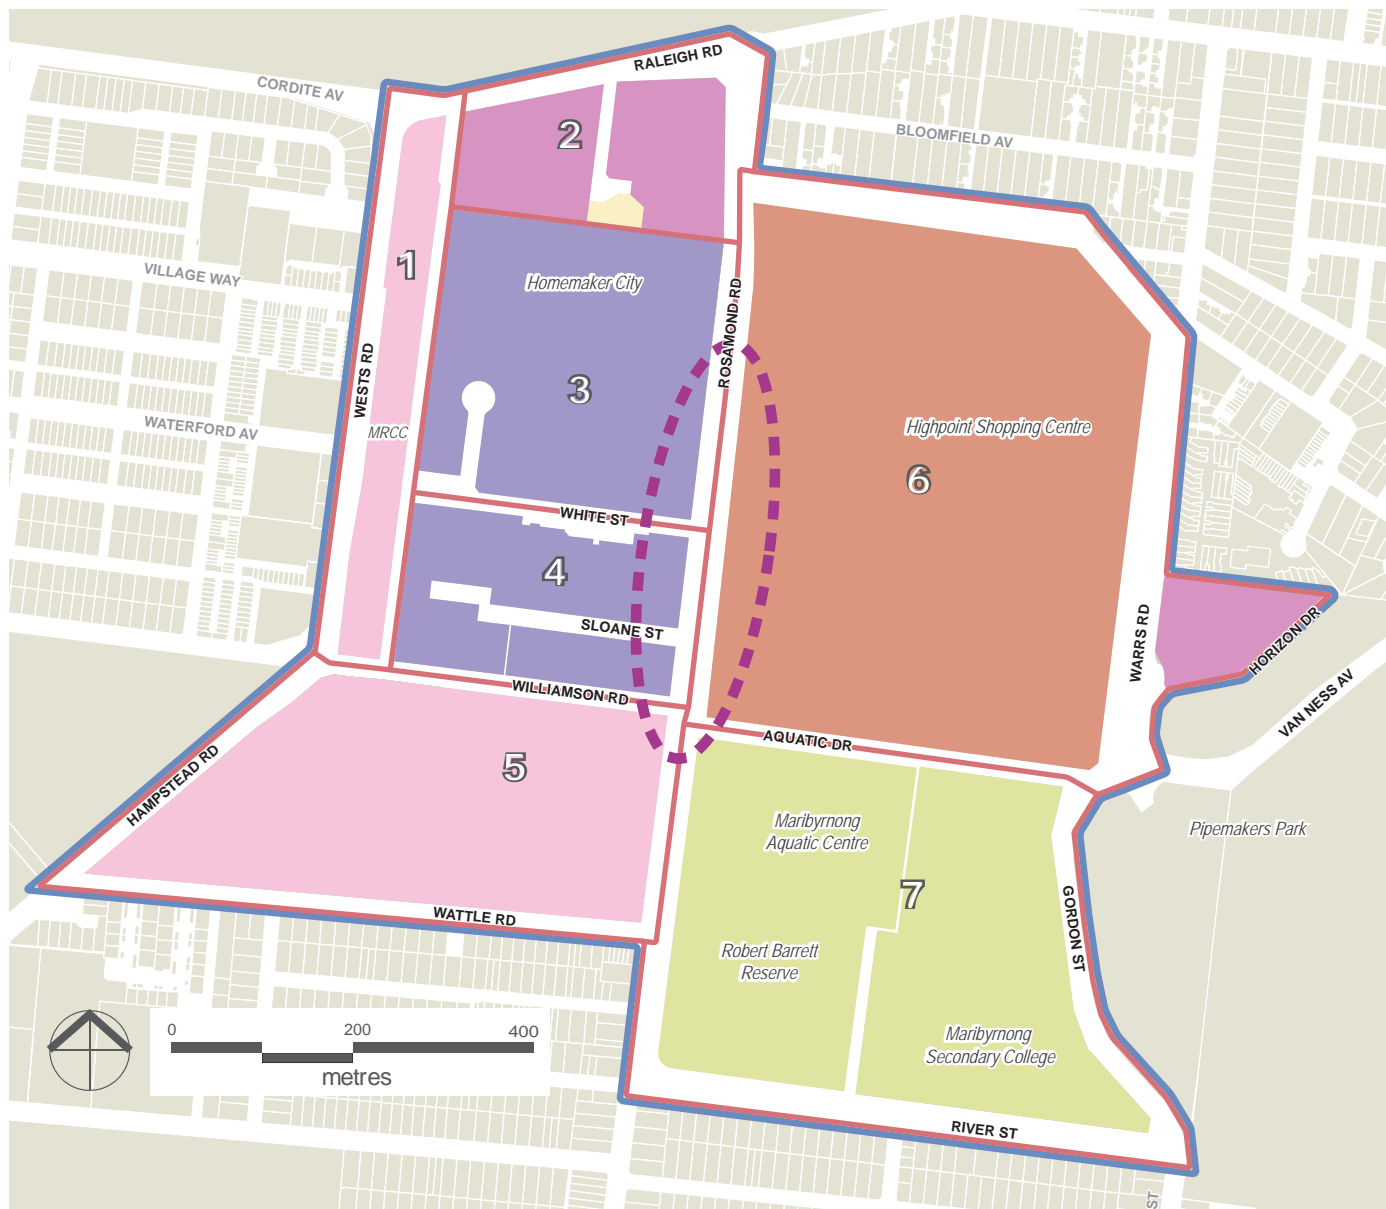 RALEIGH RD
CORDITE AV
2
BLOOMFIELD AV
1
VILLAGE WAY
Homemaker City
ROSAMOND RD
WESTS RD
3
WATERFORD AV
MRCC
Highpoint Shopping Centre
6
WHITE ST
4
SLOANE ST
WARRS RD
HORIZON DR
WILLIAMSON RD
VAN NESS AV
AQUATIC DR
5
HAMPSTEAD RD
Maribyrnong
Aquatic Centre
Pipemakers Park
7
WATTLE RD
GORDON ST
Robert Barrett
Reserve
0 200 400
metres
Maribyrnong
Secondary College
RIVER ST
ST